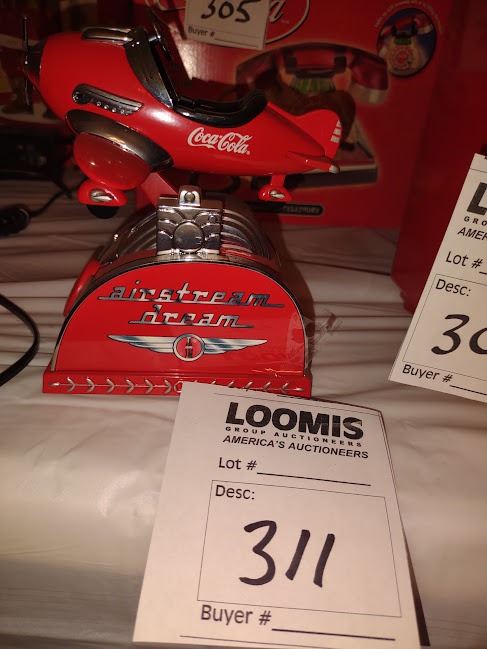 305
Buyer #
Coca-Cola
airstream
dream
LOOMIS
GROUP AUCTIONEERS
AMERICA'S AUCTIONEERS
Lot #
Desc:
311
Buyer #
Lot #
Desc:
Buyer #